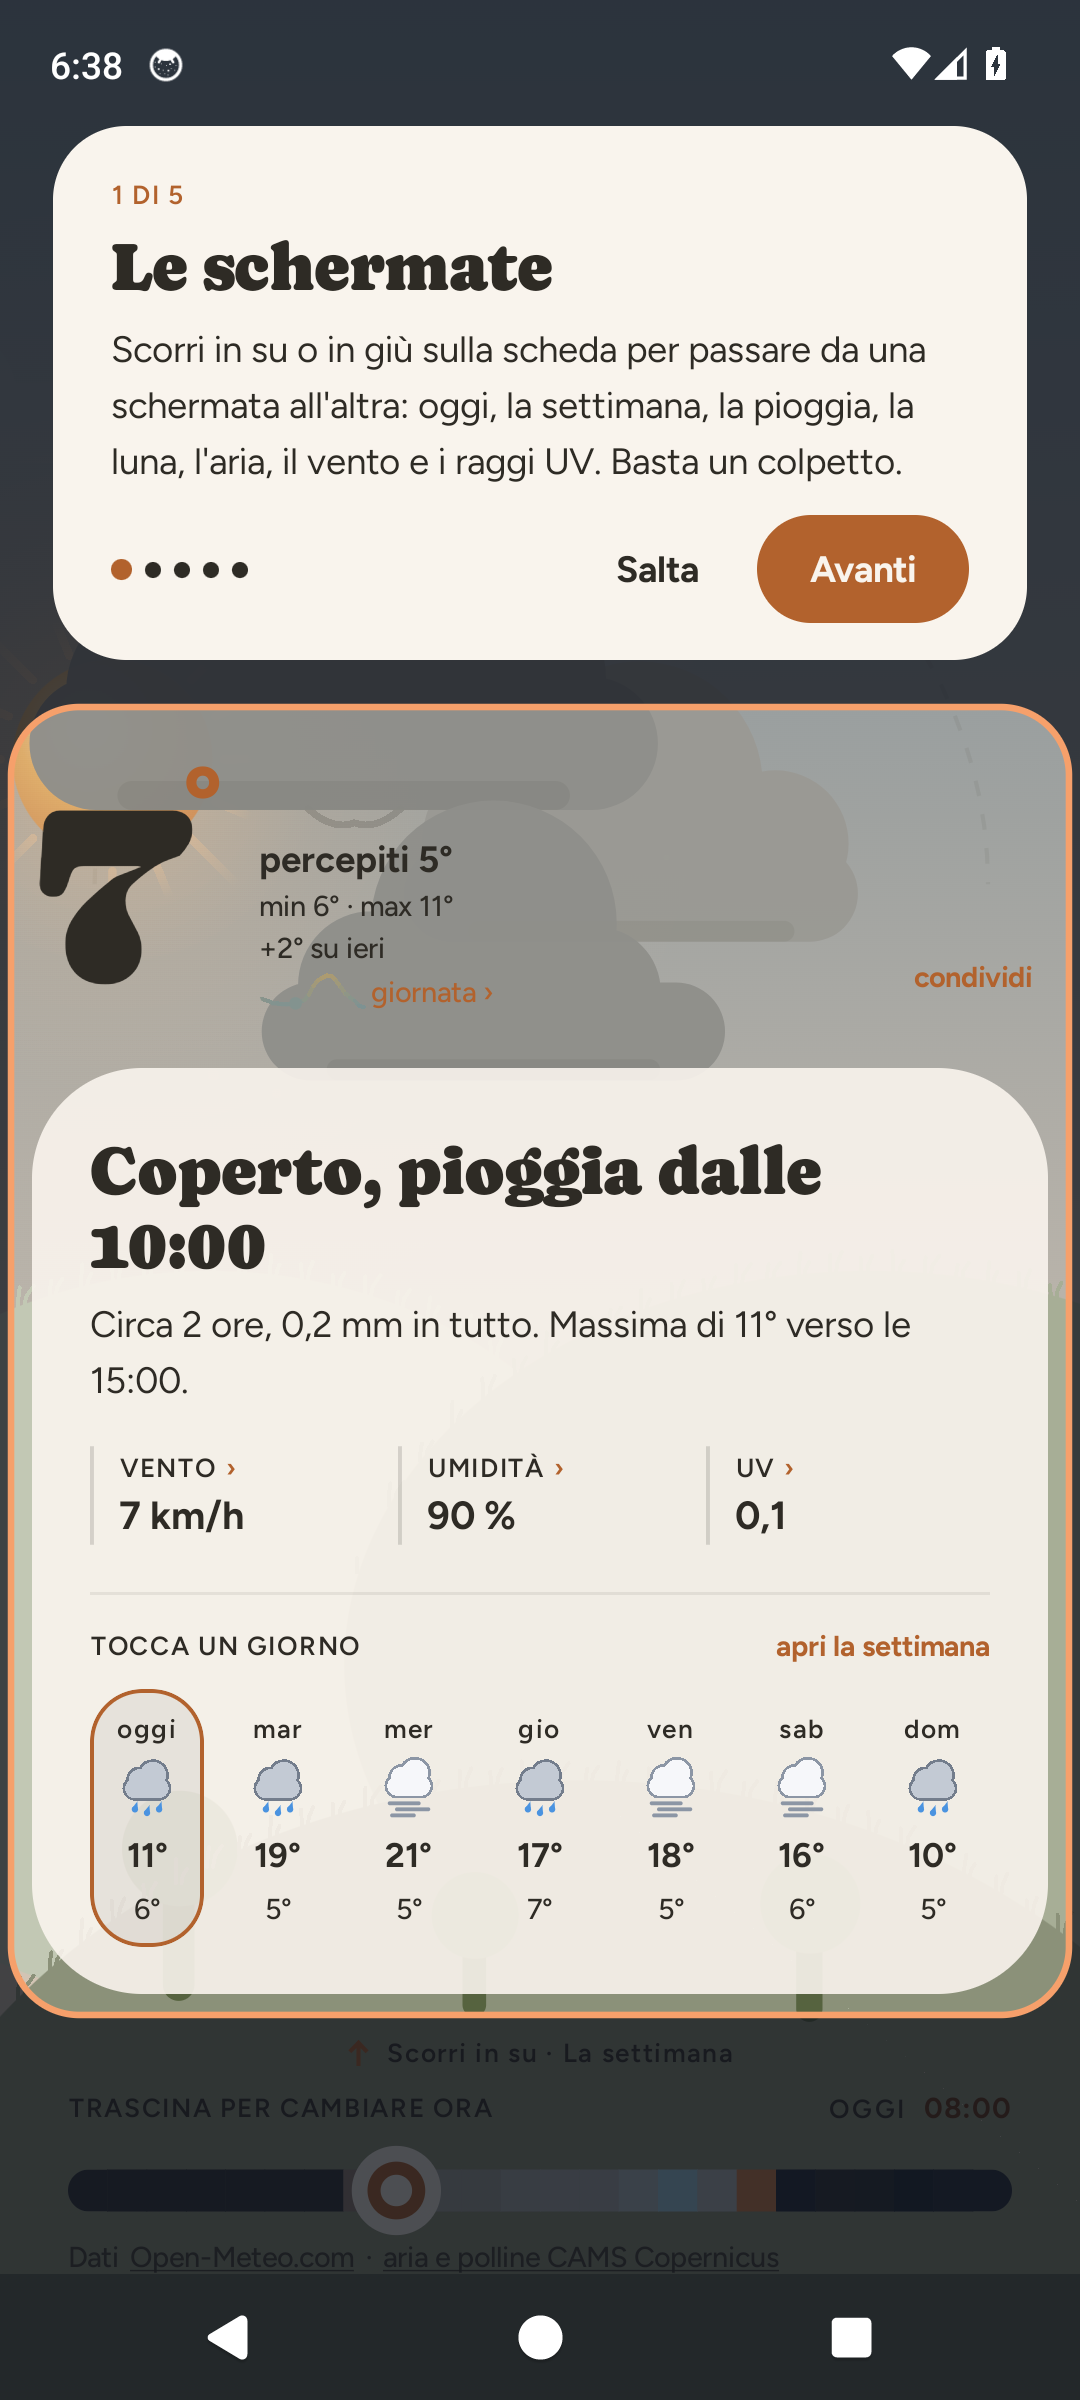 6:38
1 DI 5
Le schermate
Scorri in su o in giù sulla scheda per passare da una
schermata all'altra: oggi, la settimana, la pioggia, la
luna, l'aria, il vento e i raggi UV. Basta un colpetto.
Salta
Avanti
7
percepiti 5°
min 6° · max 11°
+2° su ieri
giornata ›
condividi
Coperto, pioggia dalle
10:00
Circa 2 ore, 0,2 mm in tutto. Massima di 11° verso le
15:00.
VENTO › UMIDITÀ › UV ›
7 km/h 90 % 0,1
TOCCA UN GIORNO apri la settimana
oggi mar mer gio ven sab dom
11° 19° 21° 17° 18° 16° 10°
6° 5° 5° 7° 5° 6° 5°
↑ Scorri in su · La settimana
TRASCINA PER CAMBIARE ORA OGGI 08:00
Dati Open-Meteo.com · aria e polline CAMS Copernicus